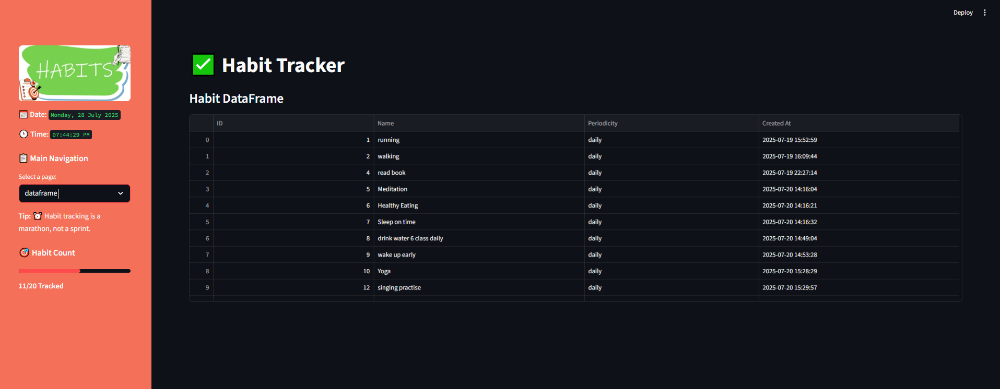 Deploy
HABITS
Date: Monday, 28 July 2025
Time: 07:44:29 PM
Main Navigation
Select a page:
dataframe
Tip: Habit tracking is a
marathon, not a sprint.
Habit Count
11/20 Tracked
Habit Tracker
Habit DataFrame
ID Name Periodicity Created At
0 1 running daily 2025-07-19 15:52:59
1 2 walking daily 2025-07-19 16:09:44
2 4 read book daily 2025-07-19 22:27:14
3 5 Meditation daily 2025-07-20 14:16:04
4 6 Healthy Eating daily 2025-07-20 14:16:21
5 7 Sleep on time daily 2025-07-20 14:16:32
6 8 drink water 6 class daily daily 2025-07-20 14:49:04
7 9 wake up early daily 2025-07-20 14:53:28
8 10 Yoga daily 2025-07-20 15:28:29
9 12 singing practise daily 2025-07-20 15:29:57